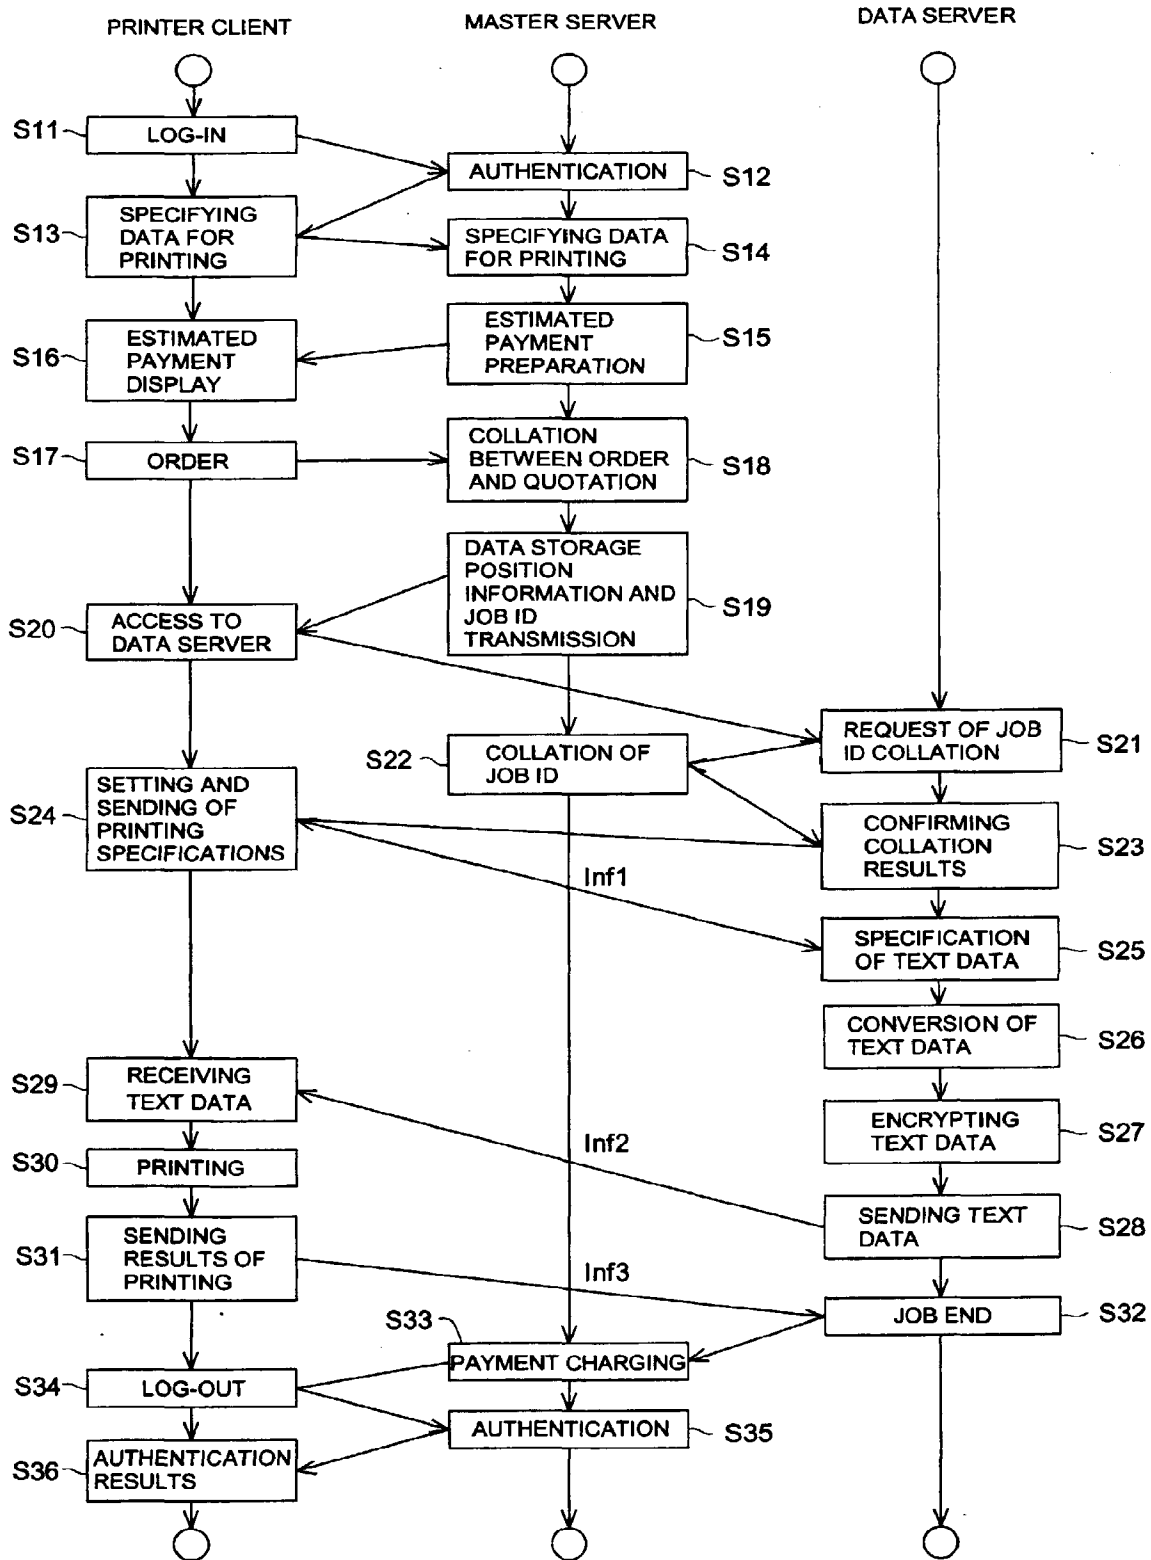 PRINTER CLIENT
MASTER SERVER
DATA SERVER
S11
LOG-IN
AUTHENTICATION
S12
S13
SPECIFYING
DATA FOR
PRINTING
SPECIFYING DATA
FOR PRINTING
S14
ESTIMATED
PAYMENT
PREPARATION
S15
S16
ESTIMATED
PAYMENT
DISPLAY
S17
ORDER
COLLATION
BETWEEN ORDER
AND QUOTATION
S18
DATA STORAGE
POSITION
INFORMATION AND
JOB ID
TRANSMISSION
S19
S20
ACCESS TO
DATA SERVER
REQUEST OF JOB
ID COLLATION
S21
S22
COLLATION OF
JOB ID
S24
SETTING AND
SENDING OF
PRINTING
SPECIFICATIONS
CONFIRMING
COLLATION
RESULTS
S23
Inf1
SPECIFICATION
OF TEXT DATA
S25
CONVERSION OF
TEXT DATA
S26
S29
RECEIVING
TEXT DATA
ENCRYPTING
TEXT DATA
S27
Inf2
S30
PRINTING
SENDING TEXT
DATA
S28
S31
SENDING
RESULTS OF
PRINTING
Inf3
JOB END
S32
S33
PAYMENT CHARGING
S34
LOG-OUT
AUTHENTICATION
S35
S36
AUTHENTICATION
RESULTS